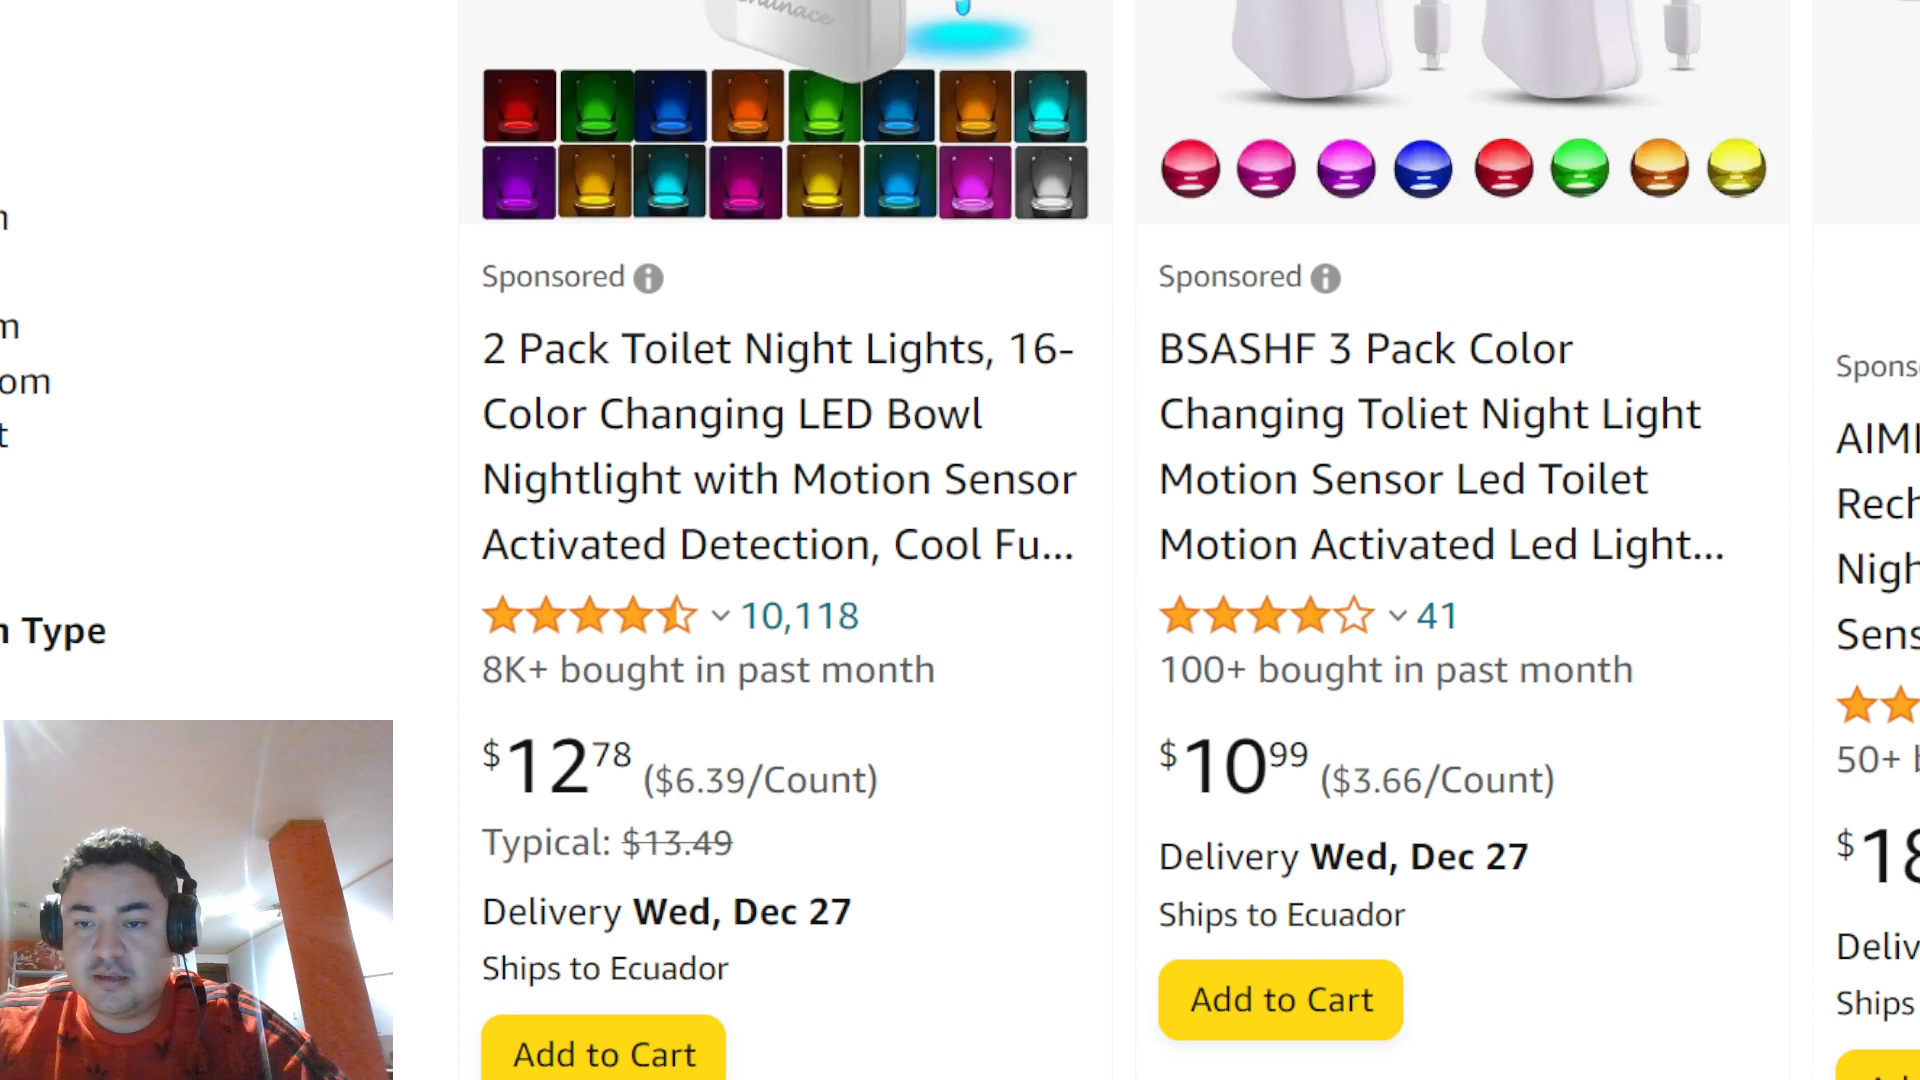 m
om
t
n Type
Sponsored
2 Pack Toilet Night Lights, 16-
Color Changing LED Bowl
Nightlight with Motion Sensor
Activated Detection, Cool Fu...
10,118
8K+ bought in past month
$12 78 ($6.39/Count)
Typical: $13.49
Delivery Wed, Dec 27
Ships to Ecuador
Add to Cart
Sponsored
BSASHF 3 Pack Color
Changing Toliet Night Light
Motion Sensor Led Toilet
Motion Activated Led Light...
41
100+ bought in past month
$10 99 ($3.66/Count)
Delivery Wed, Dec 27
Ships to Ecuador
Add to Cart
Spons
Rech
Nigh
Sens
50+
$18
Deliv
Ships